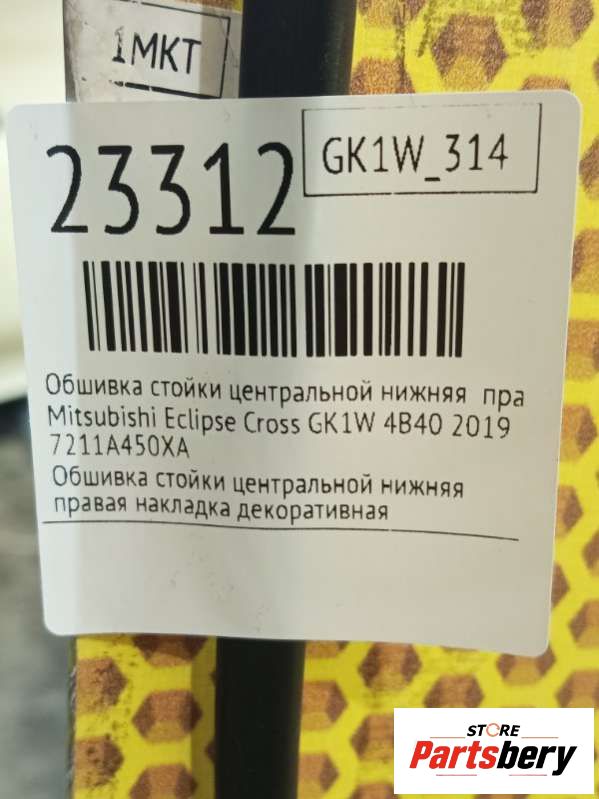 1МКТ
23312
GK1W_314
Обшивка стойки центральной нижняя пра
Mitsubishi Eclipse Cross GK1W 4B40 2019
7211A450XA
Обшивка стойки центральной нижняя
правая накладка декоративная
STORE
Partsbery